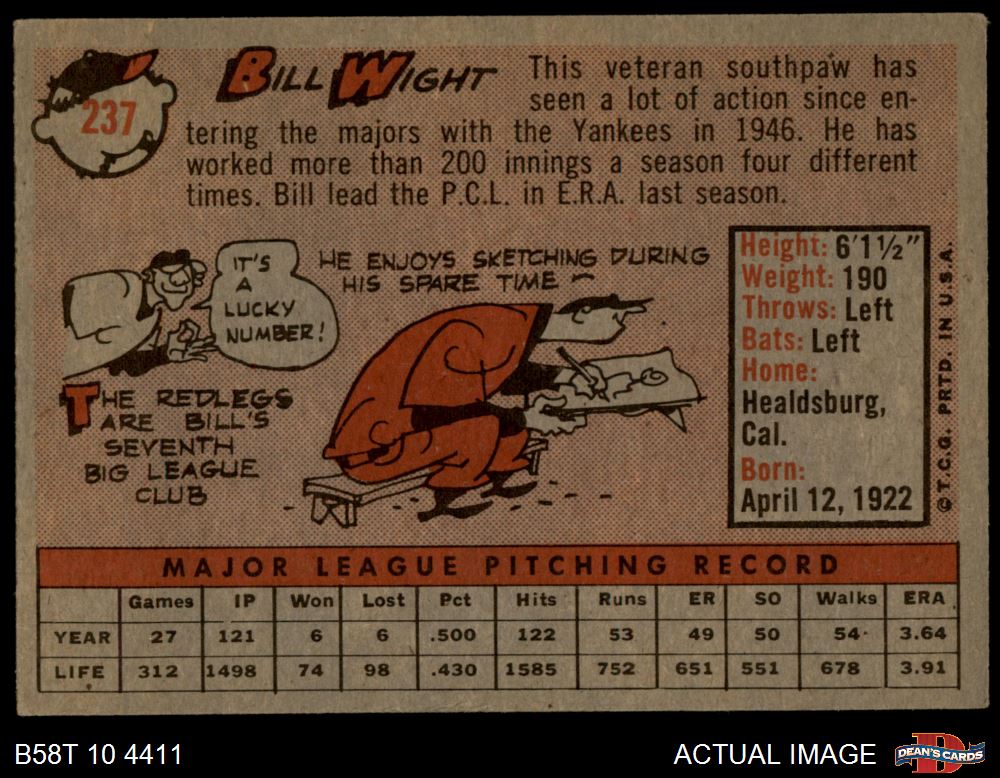 237
BILL WIGHT
This veteran southpaw has
seen a lot of action since en-
tering the majors with the Yankees in 1946. He has
worked more than 200 innings a season four different
times. Bill lead the P.C.L. in E.R.A. last season.
IT'S
A
LUCKY
NUMBER!
THE REDLEGS
ARE BILL'S
SEVENTH
BIG LEAGUE
CLUB
HE ENJOYS SKETCHING DURING
HIS SPARE TIME
Height: 6'1½"
Weight: 190
Throws: Left
Bats: Left
Home:
Healdsburg,
Cal.
Born:
April 12, 1922
© T.C.G. PRTD. IN U.S.A.
MAJOR LEAGUE PITCHING RECORD
Games IP Won Lost Pct Hits Runs ER SO Walks ERA
YEAR 27 121 6 6 .500 122 53 49 50 54 3.64
LIFE 312 1498 74 98 .430 1585 752 651 551 678 3.91
B58T 10 4411
ACTUAL IMAGE
DEAN'S CARDS